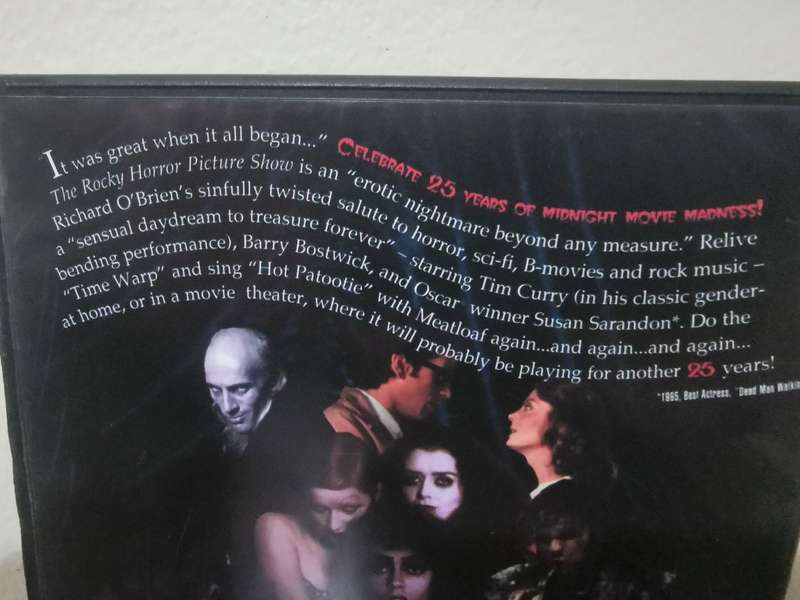 "It was great when it all began..." CELEBRATE 25 YEARS OF MIDNIGHT MOVIE MADNESS!
The Rocky Horror Picture Show is an "erotic nightmare beyond any measure." Relive
Richard O'Brien's sinfully twisted salute to horror, sci-fi, B-movies and rock music –
a "sensual daydream to treasure forever" – starring Tim Curry (in his classic gender-
bending performance), Barry Bostwick, and Oscar winner Susan Sarandon*. Do the
"Time Warp" and sing "Hot Patootie" with Meatloaf again...and again...and again...
at home, or in a movie theater, where it will probably be playing for another 25 years!
*1995, Best Actress, "Dead Man